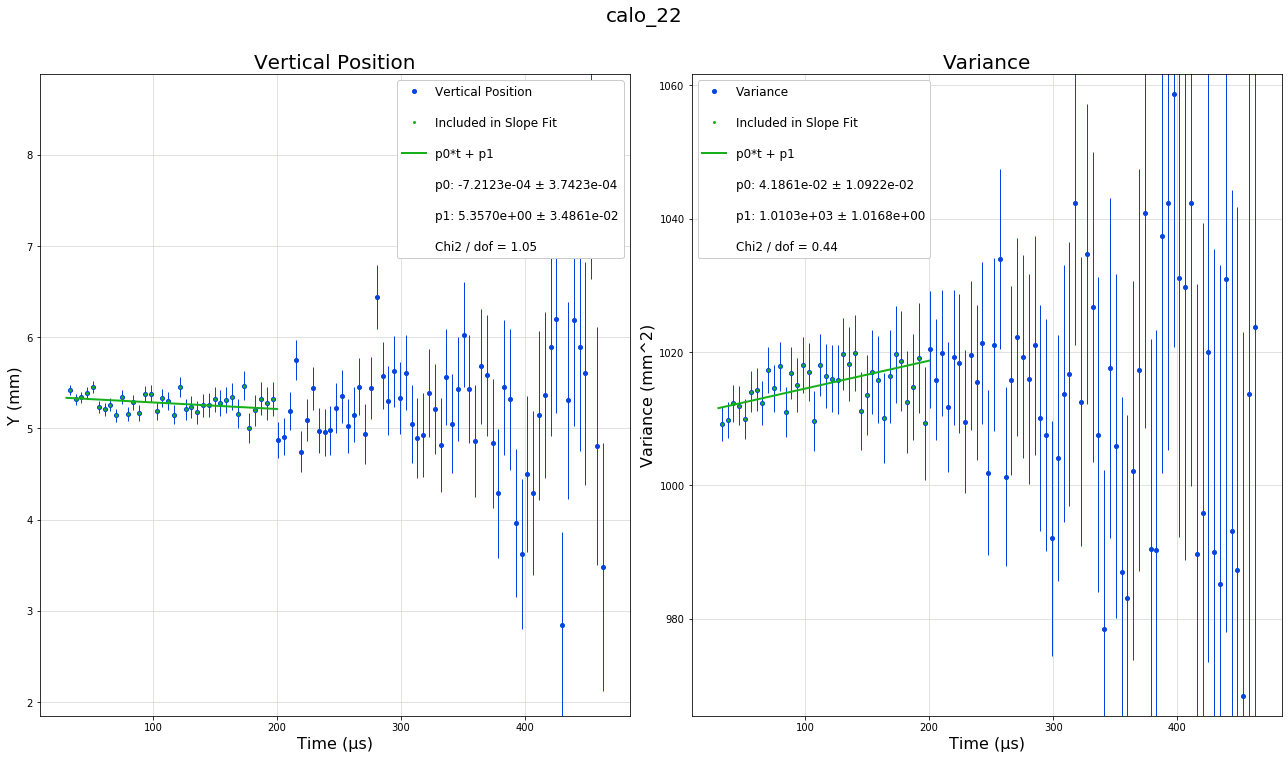 calo_22
Vertical Position
Vertical Position
Included in Slope Fit
p0*t + p1
p0: -7.2123e-04 ± 3.7423e-04
p1: 5.3570e+00 ± 3.4861e-02
Chi2 / dof = 1.05
Y (mm)
8
7
6
5
4
3
2
100
200
300
400
Time (μs)
Variance
Variance
Included in Slope Fit
p0*t + p1
p0: 4.1861e-02 ± 1.0922e-02
p1: 1.0103e+03 ± 1.0168e+00
Chi2 / dof = 0.44
Variance (mm^2)
1060
1040
1020
1000
980
100
200
300
400
Time (μs)